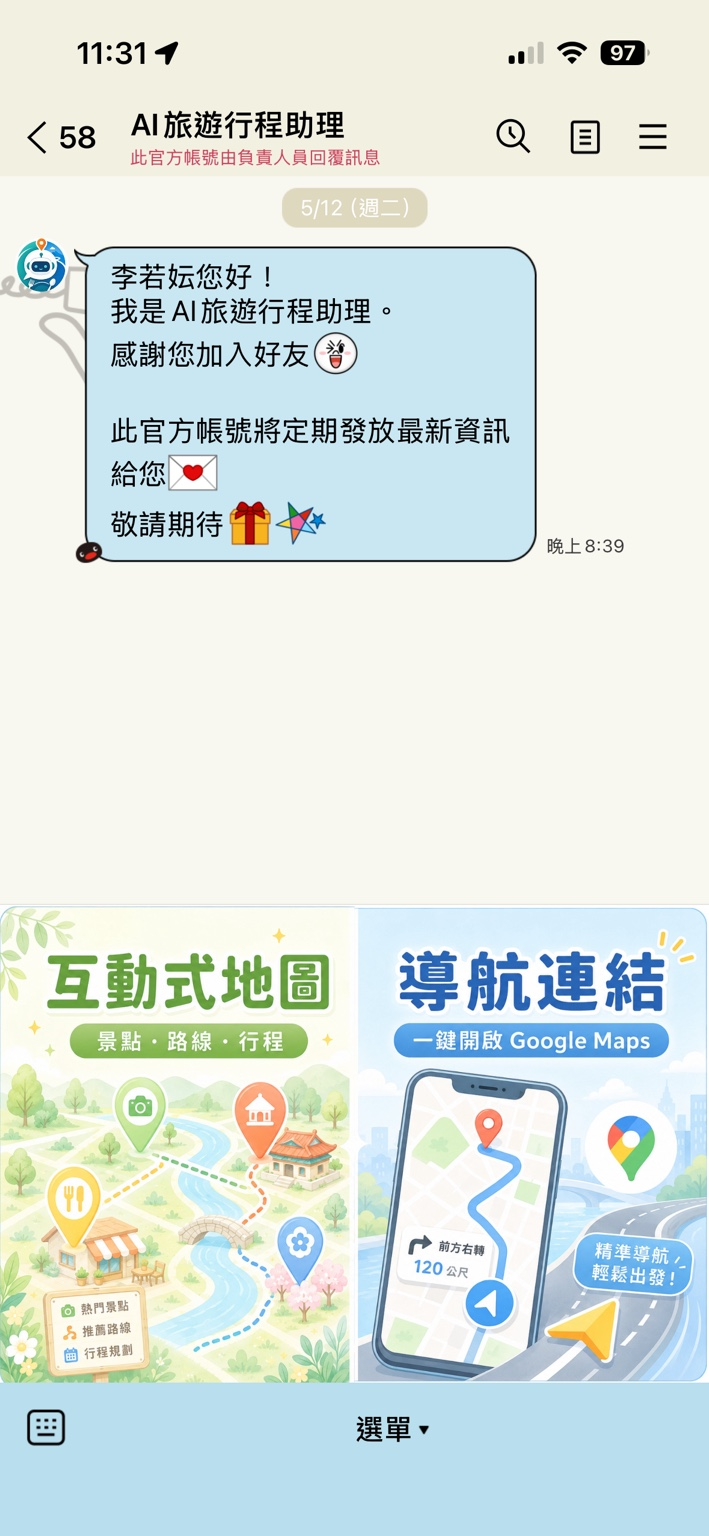 11:31
97
58
AI旅遊行程助理
此官方帳號由負責人員回覆訊息
5/12 (週二)
李若妘您好！
我是AI旅遊行程助理。
感謝您加入好友
此官方帳號將定期發放最新資訊
給您
敬請期待
晚上8:39
互動式地圖
景點・路線・行程
熱門景點
推薦路線
行程規劃
導航連結
一鍵開啟 Google Maps
前方右轉
120 公尺
精準導航
輕鬆出發！
選單